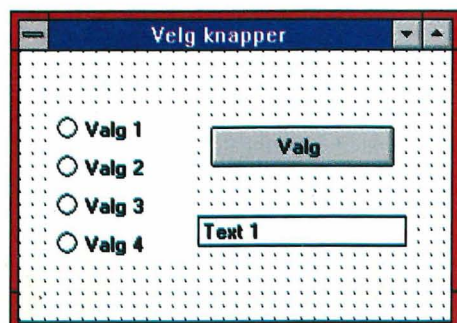 Velg knapper
Valg 1
Valg 2
Valg 3
Valg 4
Valg
Text 1